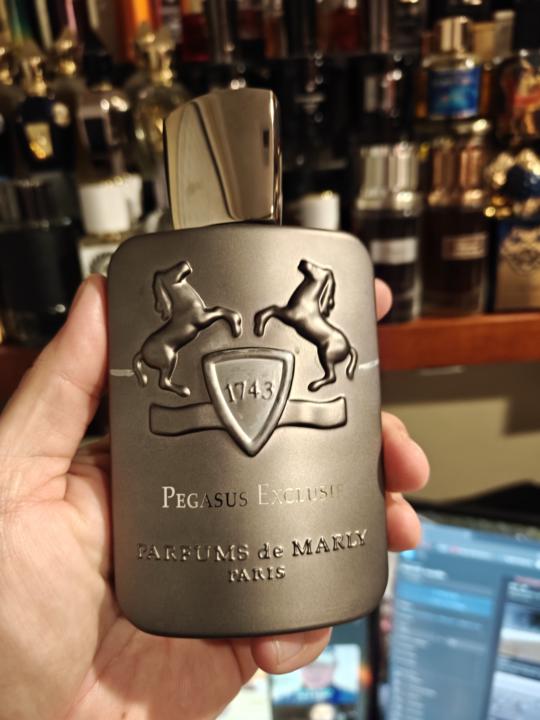 1743
PEGASUS EXCLUSIF
PARFUMS de MARLY
PARIS